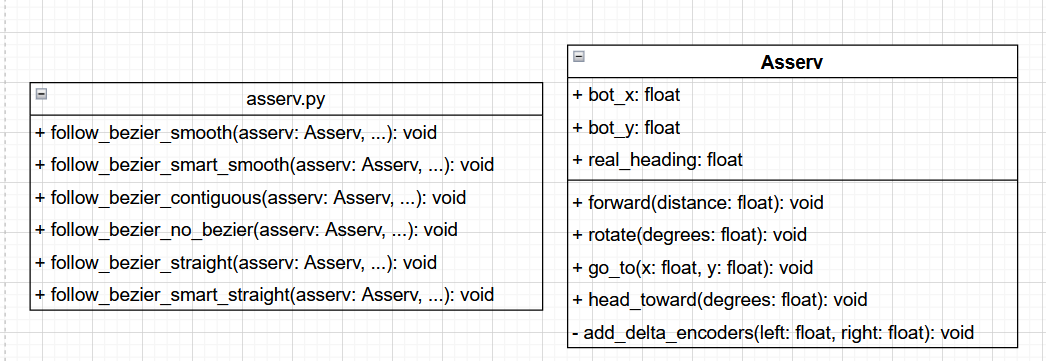 asserv.py
+ follow_bezier_smooth(asserv: Asserv, ...): void
+ follow_bezier_smart_smooth(asserv: Asserv, ...): void
+ follow_bezier_contiguous(asserv: Asserv, ...): void
+ follow_bezier_no_bezier(asserv: Asserv, ...): void
+ follow_bezier_straight(asserv: Asserv, ...): void
+ follow_bezier_smart_straight(asserv: Asserv, ...): void
Asserv
+ bot_x: float
+ bot_y: float
+ real_heading: float
+ forward(distance: float): void
+ rotate(degrees: float): void
+ go_to(x: float, y: float): void
+ head_toward(degrees: float): void
- add_delta_encoders(left: float, right: float): void